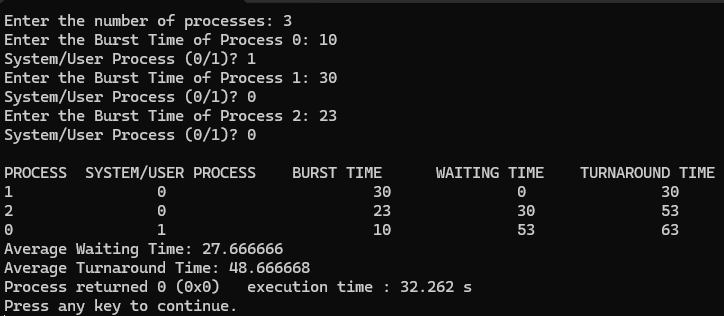 Enter the number of processes: 3
Enter the Burst Time of Process 0: 10
System/User Process (0/1)? 1
Enter the Burst Time of Process 1: 30
System/User Process (0/1)? 0
Enter the Burst Time of Process 2: 23
System/User Process (0/1)? 0

PROCESS  SYSTEM/USER PROCESS    BURST TIME      WAITING TIME    TURNAROUND TIME
1                0                       30              0               30
2                0                       23              30              53
0                1                       10              53              63
Average Waiting Time: 27.666666
Average Turnaround Time: 48.666668
Process returned 0 (0x0)   execution time : 32.262 s
Press any key to continue.